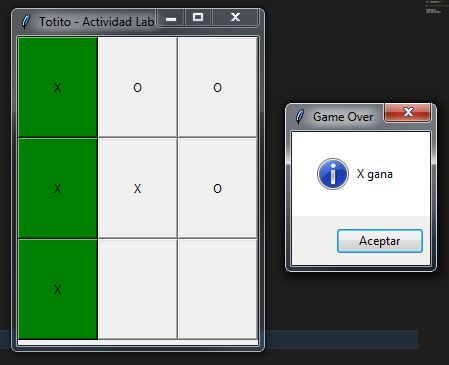 Totito - Actividad Lab
X O O
X X O
X
Game Over
X gana
Aceptar